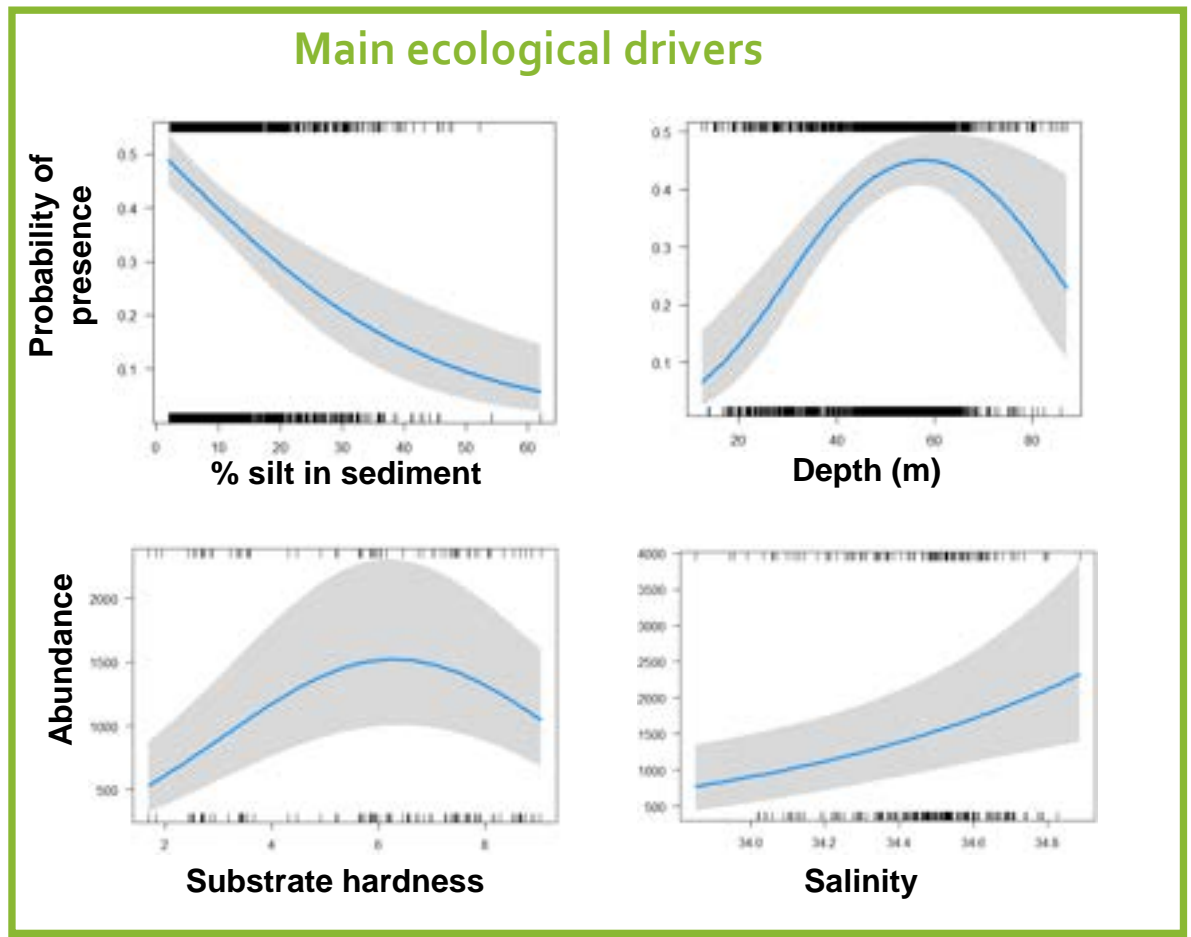 Main ecological drivers
Probability of
presence
0.5
0.4
0.3
0.2
0.1
0 10 20 30 40 50 60
% silt in sediment
0.5
0.4
0.3
0.2
0.1
20 40 60 80
Depth (m)
Abundance
2000
1500
1000
500
2 4 6 8
Substrate hardness
4000
3500
3000
2500
2000
1500
1000
500
34.0 34.2 34.4 34.6 34.8
Salinity